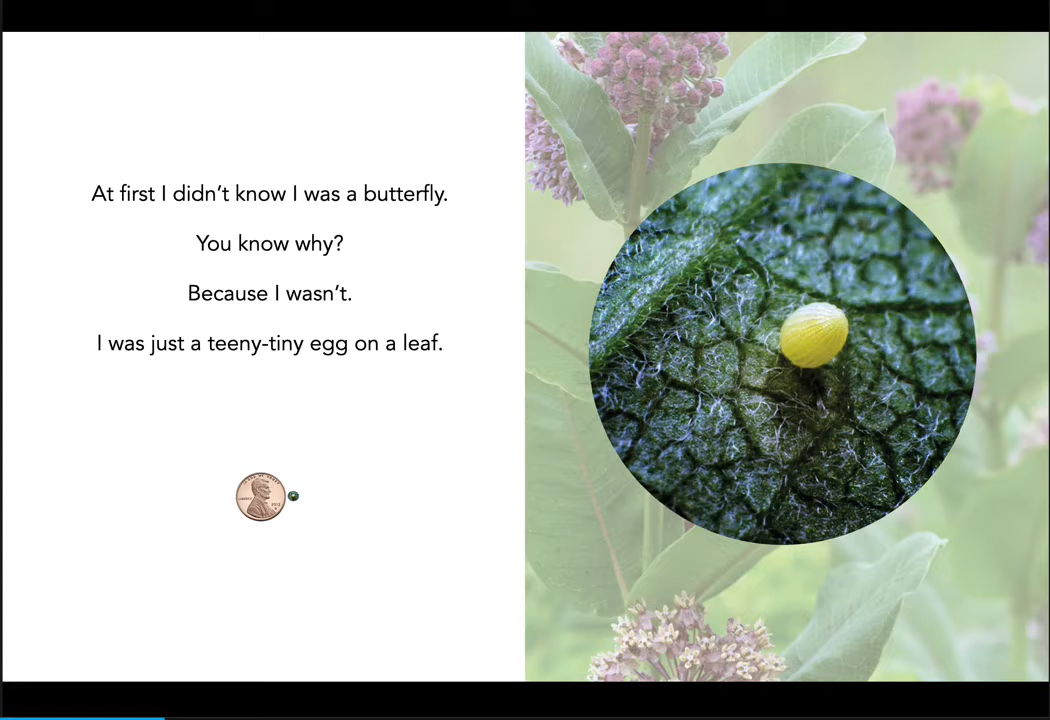 At first I didn't know I was a butterfly.
You know why?
Because I wasn't.
I was just a teeny-tiny egg on a leaf.